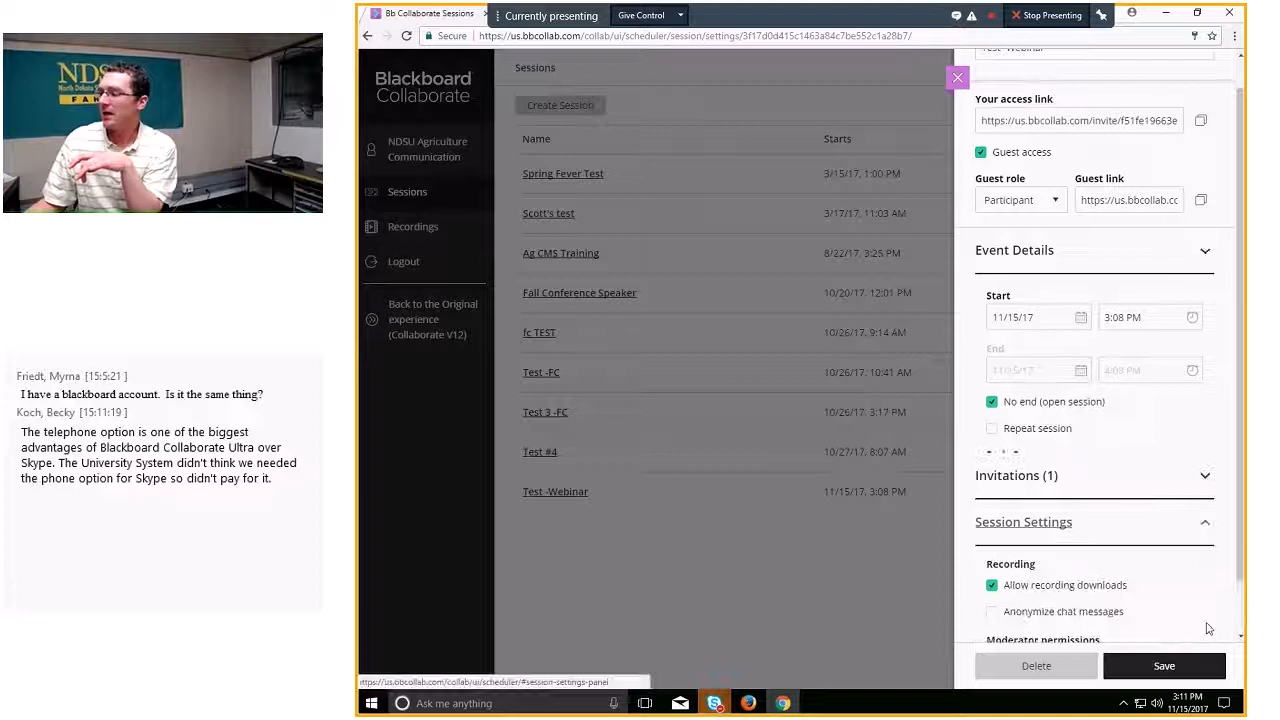 NDS
North Dakota S
FAR
Friedt, Myrna [15:5:21 ]
I have a blackboard account. Is it the same thing?
Koch, Becky [15:11:19 ]
The telephone option is one of the biggest
advantages of Blackboard Collaborate Ultra over
Skype. The University System didn't think we needed
the phone option for Skype so didn't pay for it.
Bb Collaborate Sessions
Currently presenting
Give Control
Stop Presenting
Secure
https://us.bbcollab.com/collab/ui/scheduler/session/settings/3f17d0d415c1463a84c7be552c1a28b7/
Blackboard
Collaborate
NDSU Agriculture
Communication
Sessions
Recordings
Logout
Back to the Original
experience
(Collaborate V12)
Sessions
Create Session
Name Starts
Spring Fever Test 3/15/17, 1:00 PM
Scott's test 3/17/17, 11:03 AM
Ag CMS Training 8/22/17, 3:25 PM
Fall Conference Speaker 10/20/17, 12:01 PM
fc TEST 10/26/17, 9:14 AM
Test -FC 10/26/17, 10:41 AM
Test 3 -FC 10/26/17, 3:17 PM
Test #4 10/27/17, 8:07 AM
Test -Webinar 11/15/17, 3:08 PM
Test -Webinar
Your access link
https://us.bbcollab.com/invite/f51fe19663e
Guest access
Guest role Guest link
Participant https://us.bbcollab.cc
Event Details
Start
11/15/17 3:08 PM
End
11/15/17 4:08 PM
No end (open session)
Repeat session
Invitations (1)
Session Settings
Recording
Allow recording downloads
Anonymize chat messages
Moderator permissions
Delete Save
https://us.bbcollab.com/collab/ui/scheduler/#session-settings-panel
Ask me anything
3:11 PM
11/15/2017